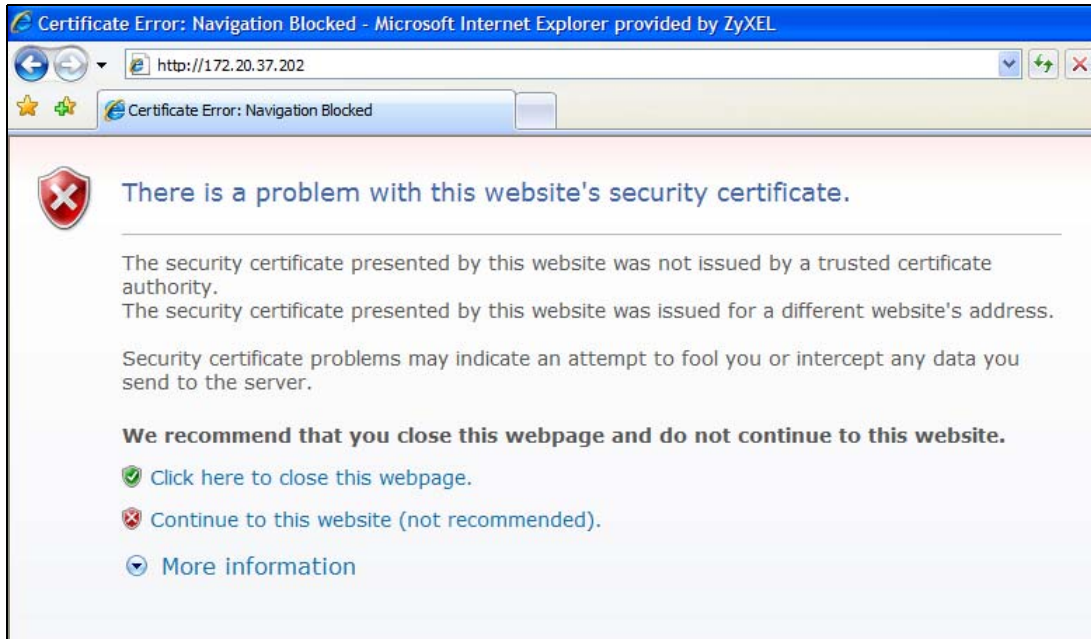 Certificate Error: Navigation Blocked - Microsoft Internet Explorer provided by ZyXEL
http://172.20.37.202
Certificate Error: Navigation Blocked
There is a problem with this website's security certificate.
The security certificate presented by this website was not issued by a trusted certificate
authority.
The security certificate presented by this website was issued for a different website's address.
Security certificate problems may indicate an attempt to fool you or intercept any data you
send to the server.
We recommend that you close this webpage and do not continue to this website.
Click here to close this webpage.
Continue to this website (not recommended).
More information